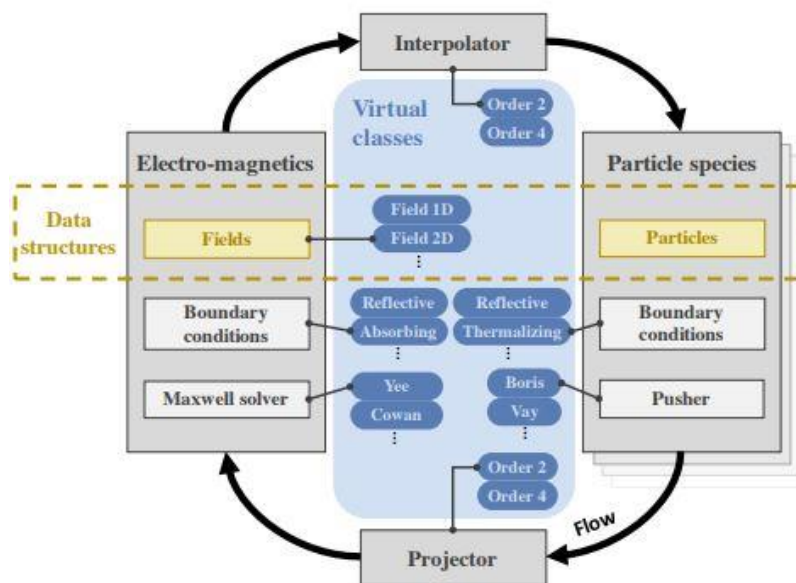 Interpolator
Virtual
classes
Order 2
Order 4
Electro-magnetics
Particle species
Data
structures
Fields
Field 1D
Field 2D
Particles
Boundary
conditions
Reflective
Absorbing
Reflective
Thermalizing
Boundary
conditions
Maxwell solver
Yee
Cowan
Boris
Vay
Pusher
Order 2
Order 4
Flow
Projector